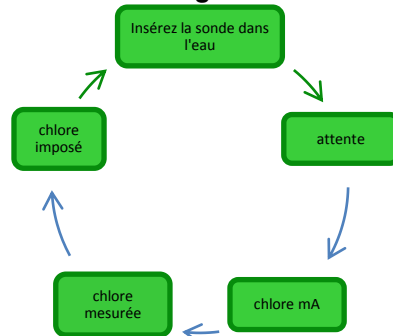 Insérez la sonde dans
l'eau
attente
chlore mA
chlore
mesurée
chlore
imposé